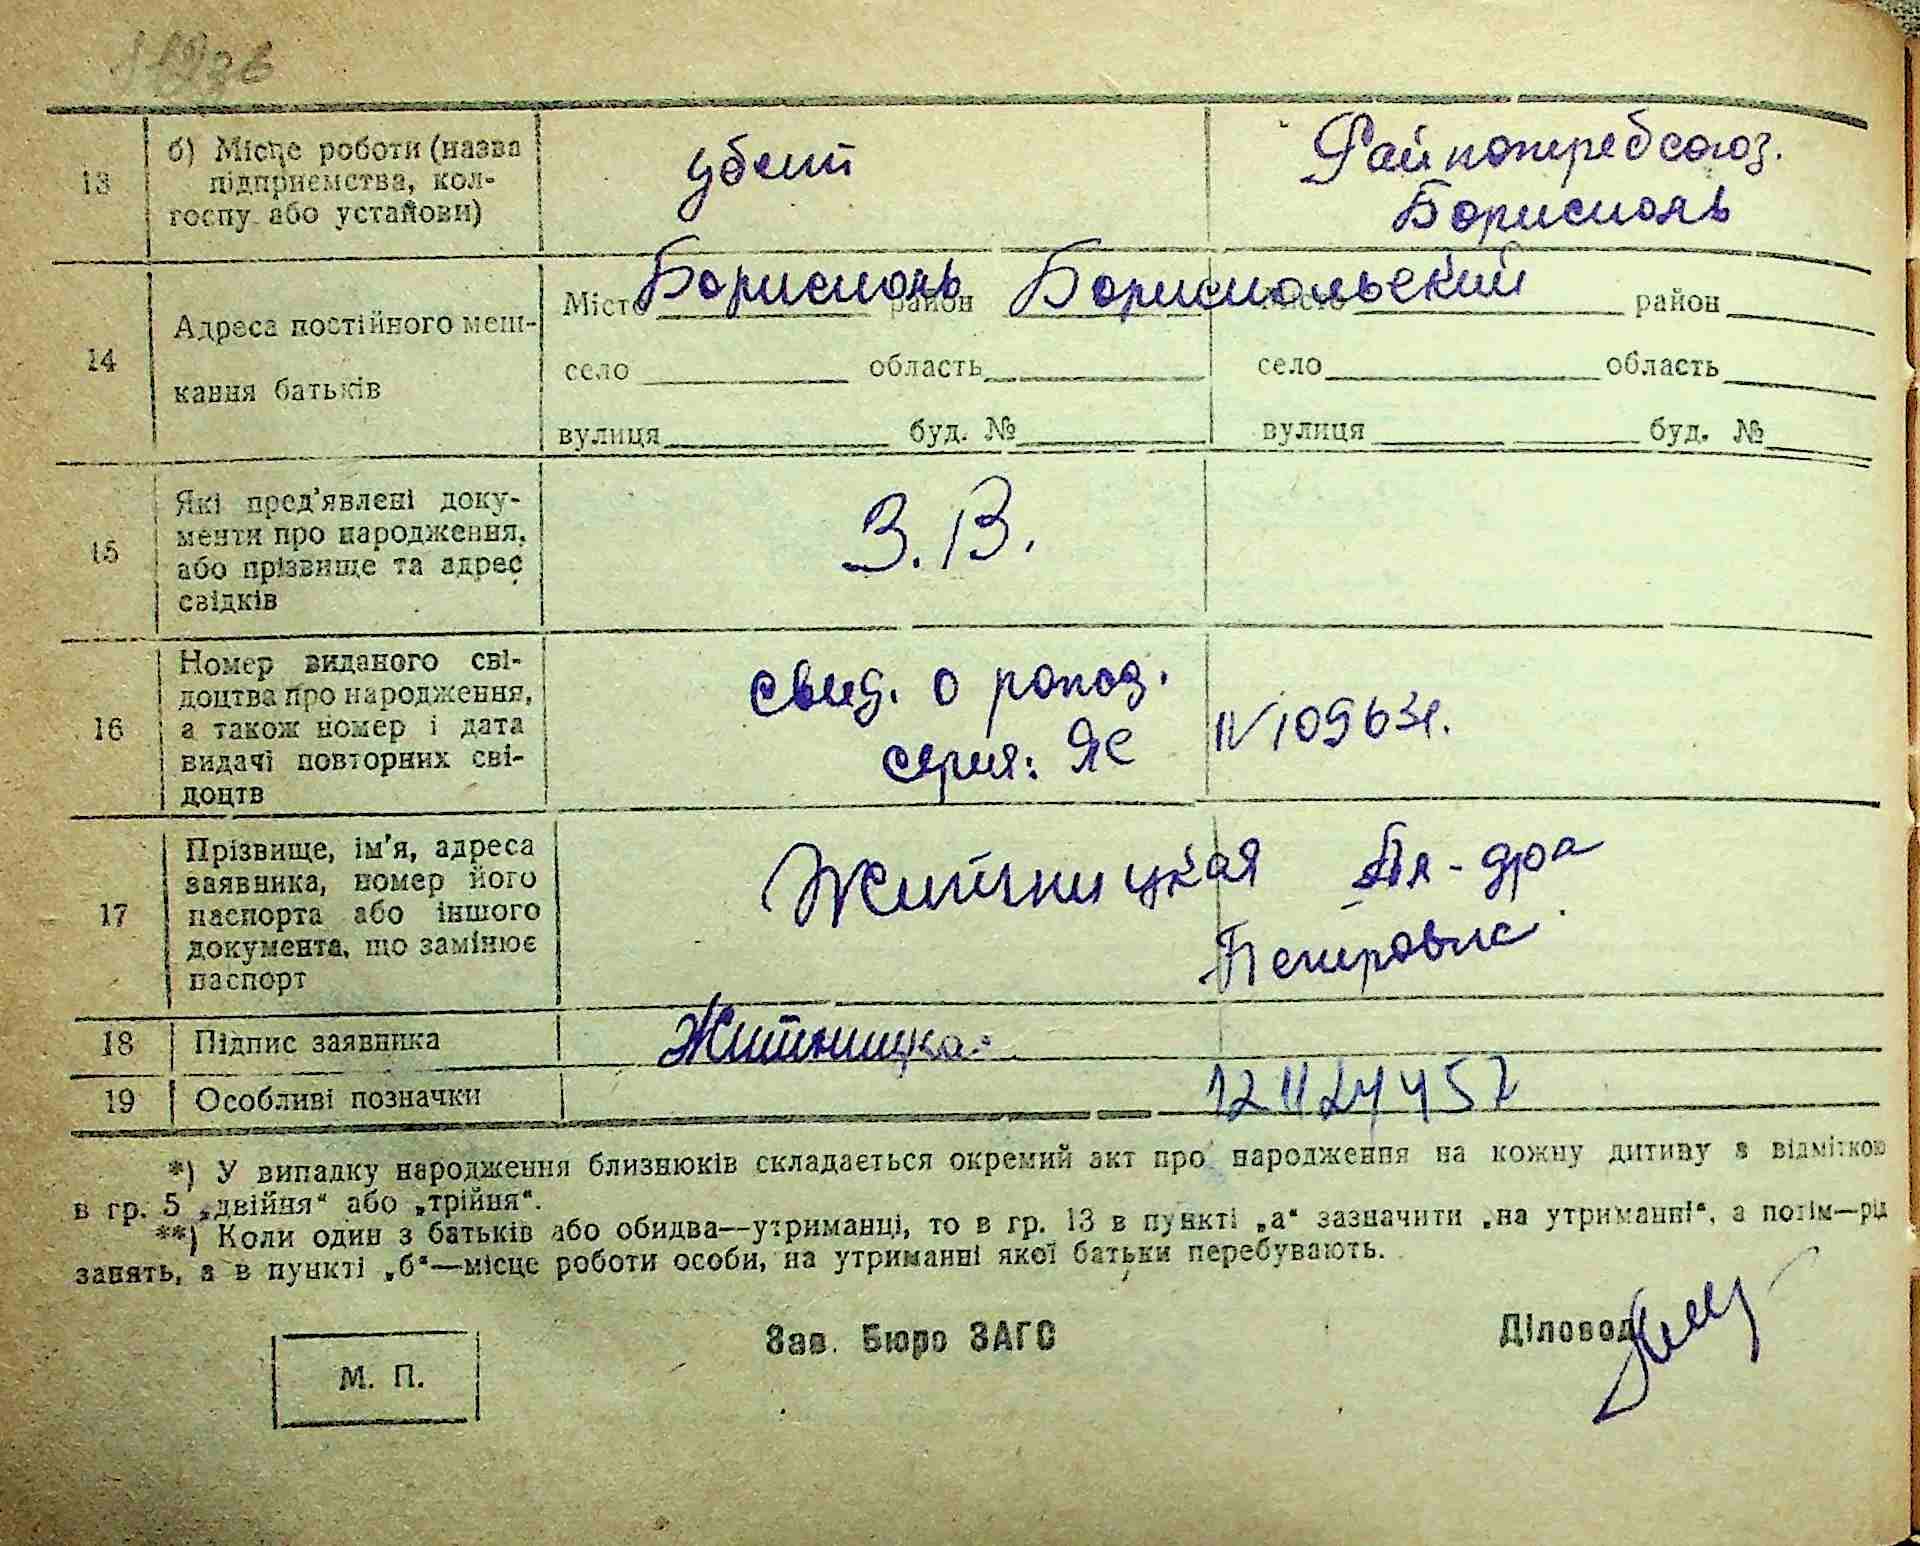 13
б) Місце роботи (назва
підприємства, кол-
госпу або установи)
убит
Райпотребсоюз.
Борисполь
14
Адреса постійного меш-
кання батьків
Місто Борисполь район Бориспольский
Місто район
село область
село область
вулиця буд. №
вулиця буд. №
15
Які пред'явлені доку-
менти про народження,
або прізвище та адрес
свідків
З.В.
16
Номер виданого сві-
доцтва про народження,
а також номер і дата
видачі повторних сві-
доцтв
свид. о рожд.
серия: ЯС IV
17
Прізвище, ім'я, адреса
заявника, номер його
паспорта або іншого
документа, що замінює
паспорт
Житницкая Ал-дра
Петровна
18
Підпис заявника
Житницкая
19
Особливі позначки
*) У випадку народження близнюків складається окремий акт про народження на кожну дитину з відміткою
в гр. 5 „двійня“ або „трійня“.
**) Коли один з батьків або обидва—утриманці, то в гр. 13 в пункті „а“ зазначити „на утриманні“, а потім—рід
занять, а в пункті „б“—місце роботи особи, на утриманні якої батьки перебувають.
М. П.
Зав. Бюро ЗАГС
Діловод